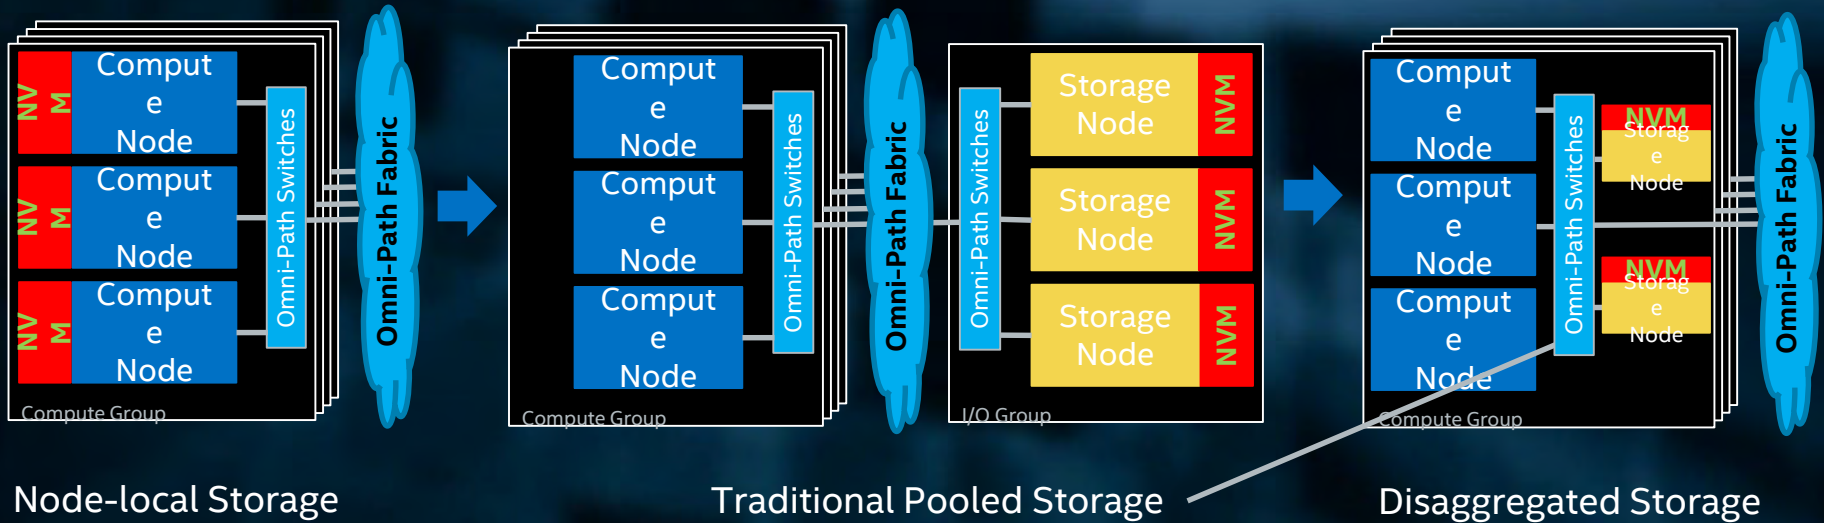 NV
M
Comput
e
Node
NV
M
Comput
e
Node
NV
M
Comput
e
Node
Omni-Path Switches
Compute Group
Omni-Path Fabric
Comput
e
Node
Comput
e
Node
Comput
e
Node
Omni-Path Switches
Compute Group
Omni-Path Fabric
Omni-Path Switches
Storage
Node
NVM
Storage
Node
NVM
Storage
Node
NVM
I/O Group
Comput
e
Node
Comput
e
Node
Comput
e
Node
Omni-Path Switches
NVM
Storag
e
Node
NVM
Storag
e
Node
Compute Group
Omni-Path Fabric
Node-local Storage
Traditional Pooled Storage
Disaggregated Storage